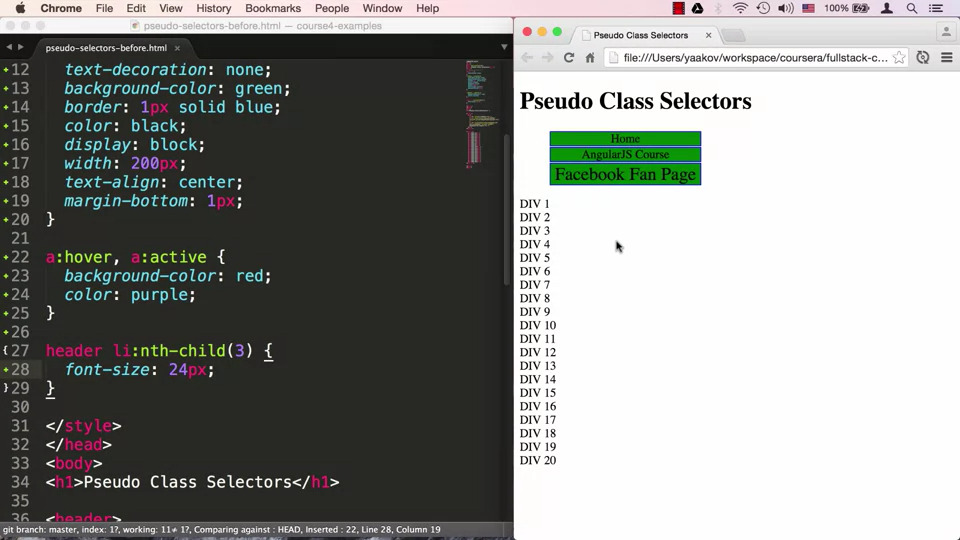 Chrome File Edit View History Bookmarks People Window Help 100%
pseudo-selectors-before.html — course4-examples
pseudo-selectors-before.html ×
12 text-decoration: none;
13 background-color: green;
14 border: 1px solid blue;
15 color: black;
16 display: block;
17 width: 200px;
18 text-align: center;
19 margin-bottom: 1px;
20 }
21
22 a:hover, a:active {
23 background-color: red;
24 color: purple;
25 }
26
27 header li:nth-child(3) {
28 font-size: 24px;
29 }
30
31 </style>
32 </head>
33 <body>
34 <h1>Pseudo Class Selectors</h1>
35
36 <header>
git branch: master, index: 1?, working: 11≠ 1?, Comparing against : HEAD, Inserted : 22, Line 28, Column 19
Pseudo Class Selectors ×
file:///Users/yaakov/workspace/coursera/fullstack-c...
Pseudo Class Selectors
Home
AngularJS Course
Facebook Fan Page
DIV 1
DIV 2
DIV 3
DIV 4
DIV 5
DIV 6
DIV 7
DIV 8
DIV 9
DIV 10
DIV 11
DIV 12
DIV 13
DIV 14
DIV 15
DIV 16
DIV 17
DIV 18
DIV 19
DIV 20